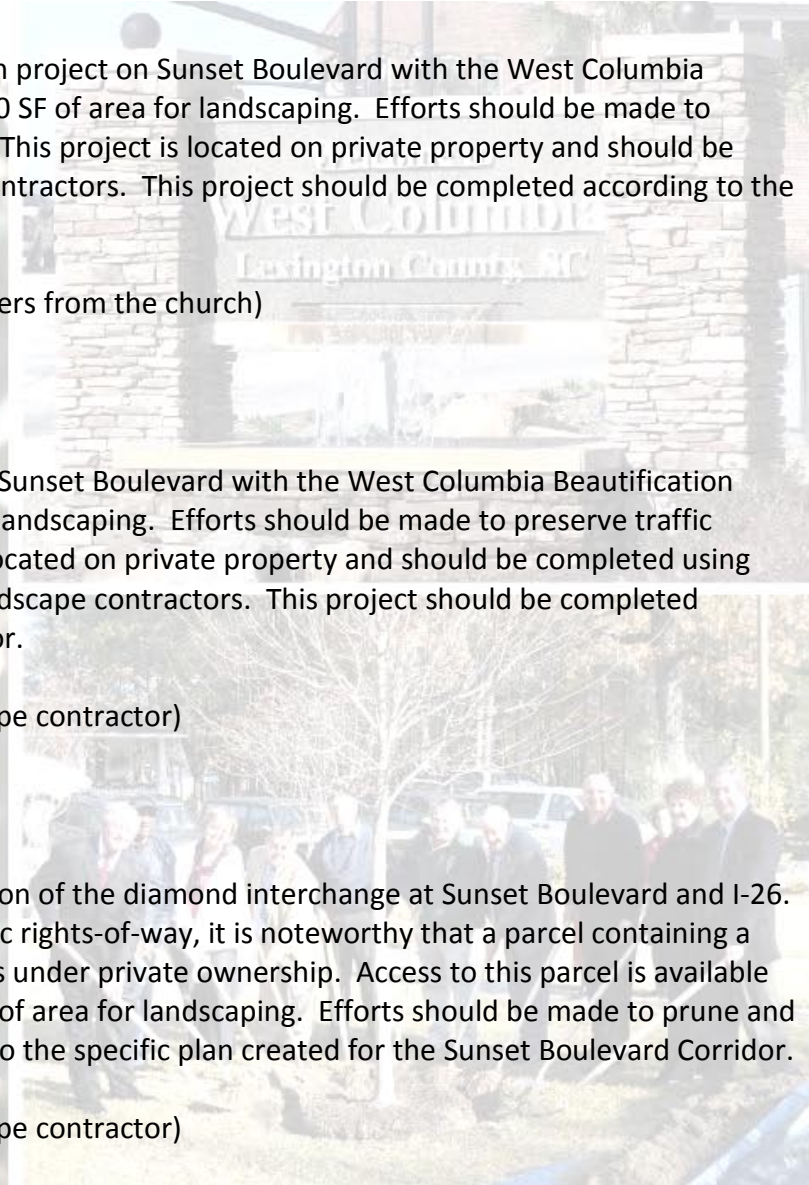 n project on Sunset Boulevard with the West Columbia
0 SF of area for landscaping. Efforts should be made to
This project is located on private property and should be
ntractors. This project should be completed according to the
West Columbia
Lexington County, SC
ers from the church)
Sunset Boulevard with the West Columbia Beautification
andscaping. Efforts should be made to preserve traffic
ocated on private property and should be completed using
dscape contractors. This project should be completed
or.
pe contractor)
on of the diamond interchange at Sunset Boulevard and I-26.
c rights-of-way, it is noteworthy that a parcel containing a
s under private ownership. Access to this parcel is available
of area for landscaping. Efforts should be made to prune and
o the specific plan created for the Sunset Boulevard Corridor.
pe contractor)